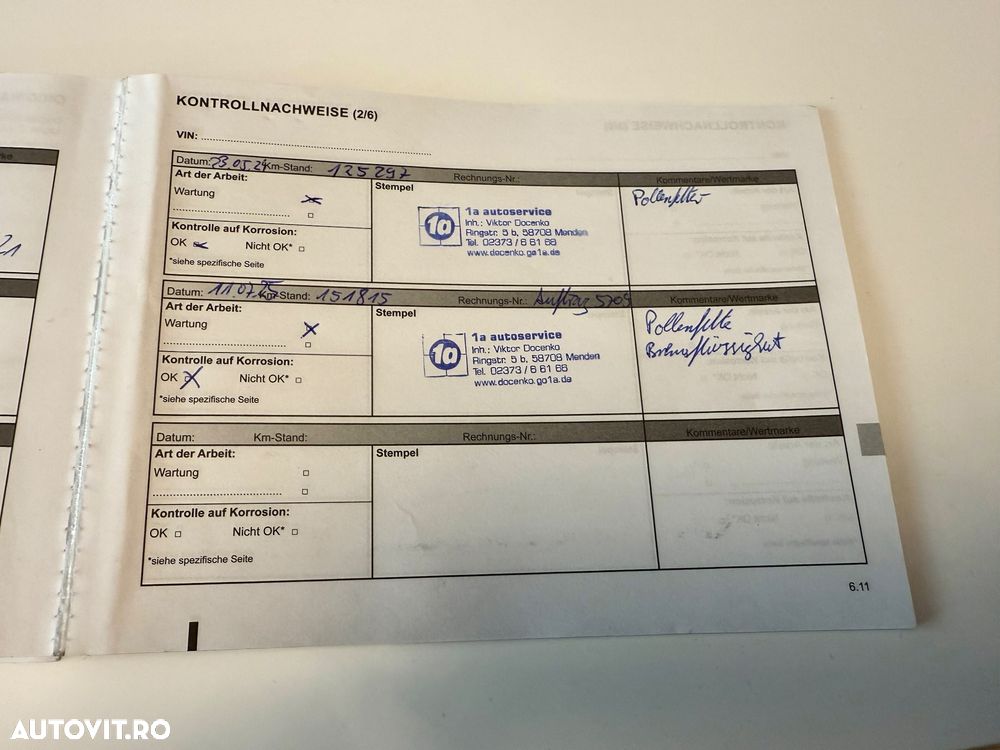 KONTROLLNACHWEISE (2/6)
VIN:
Datum: 23.05.24 Km-Stand: 125297 Rechnungs-Nr.: Kommentare/Wertmarke
Art der Arbeit:
Wartung
Kontrolle auf Korrosion:
OK Nicht OK*
*siehe spezifische Seite
Stempel
1a
1a autoservice
Inh.: Viktor Docenko
Ringstr. 5 b, 58708 Menden
Tel. 02373 / 6 61 66
www.docenko.go1a.de
Pollenfilter
Datum: 11.07.25 Km-Stand: 151815 Rechnungs-Nr.: Auftrag 5709 Kommentare/Wertmarke
Art der Arbeit:
Wartung
Kontrolle auf Korrosion:
OK Nicht OK*
*siehe spezifische Seite
Stempel
1a
1a autoservice
Inh.: Viktor Docenko
Ringstr. 5 b, 58708 Menden
Tel. 02373 / 6 61 66
www.docenko.go1a.de
Pollenfilter
Bremsflüssigkeit
Datum: Km-Stand: Rechnungs-Nr.: Kommentare/Wertmarke
Art der Arbeit:
Wartung
Kontrolle auf Korrosion:
OK Nicht OK*
*siehe spezifische Seite
Stempel
6.11
AUTOVIT.RO